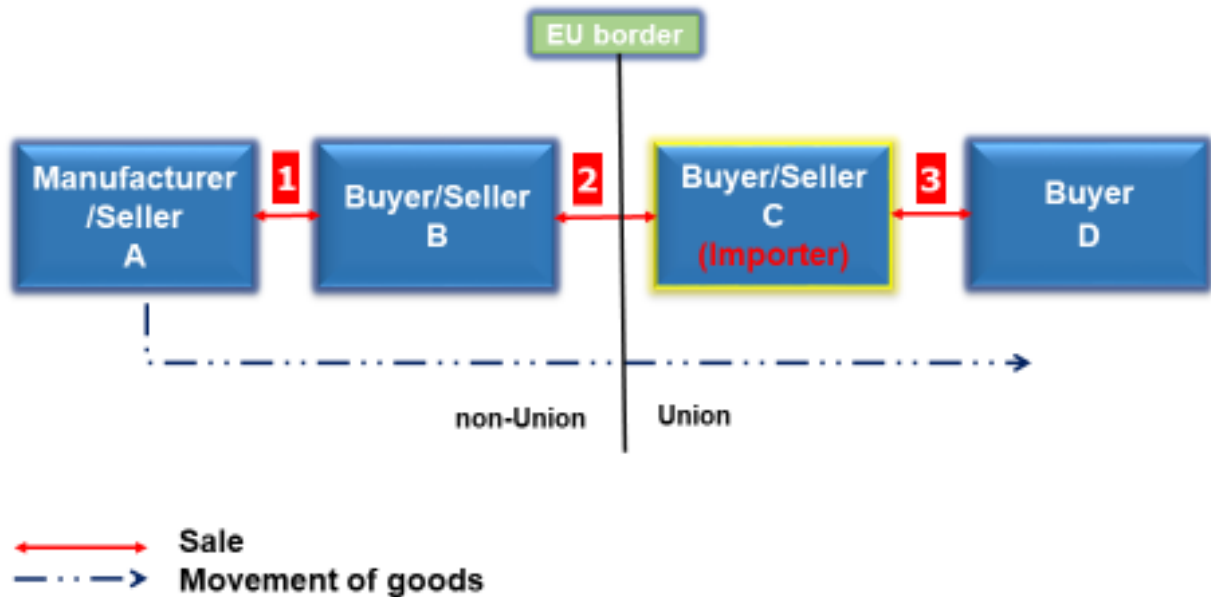 EU border
Manufacturer
/Seller
A
1
Buyer/Seller
B
2
Buyer/Seller
C
(Importer)
3
Buyer
D
non-Union
Union
Sale
Movement of goods